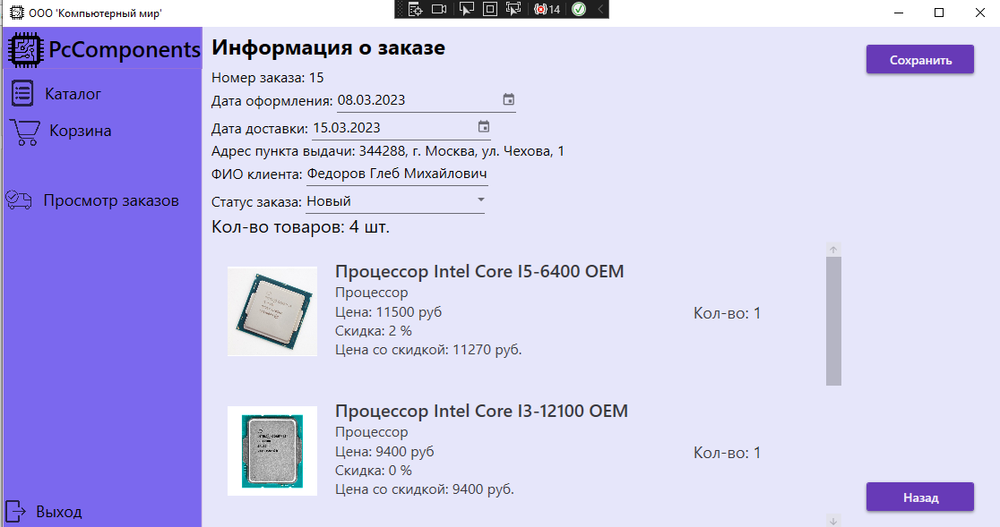 ООО 'Компьютерный мир'
14
PcComponents
Каталог
Корзина
Просмотр заказов
Выход
Информация о заказе
Сохранить
Номер заказа: 15
Дата оформления: 08.03.2023
Дата доставки: 15.03.2023
Адрес пункта выдачи: 344288, г. Москва, ул. Чехова, 1
ФИО клиента: Федоров Глеб Михайлович
Статус заказа: Новый
Кол-во товаров: 4 шт.
Процессор Intel Core I5-6400 OEM
Процессор
Цена: 11500 руб
Скидка: 2 %
Цена со скидкой: 11270 руб.
Кол-во: 1
Процессор Intel Core I3-12100 OEM
Процессор
Цена: 9400 руб
Скидка: 0 %
Цена со скидкой: 9400 руб.
Кол-во: 1
Назад